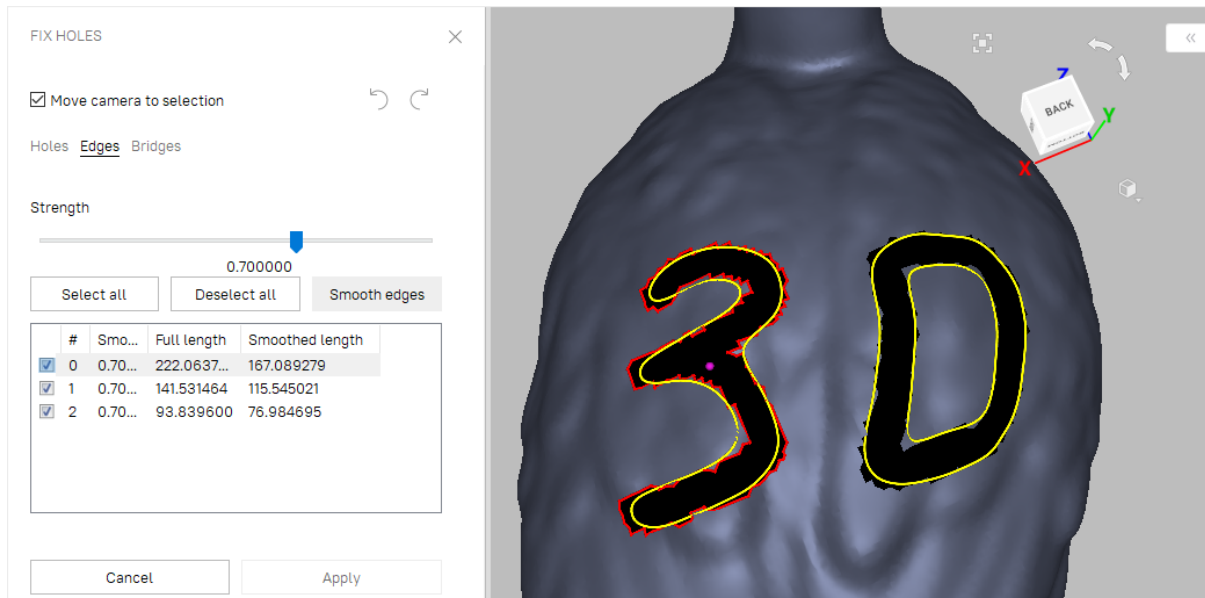 FIX HOLES
Move camera to selection
Holes Edges Bridges
Strength
0.700000
Select all Deselect all Smooth edges
# Smo... Full length Smoothed length
0 0.70... 222.0637... 167.089279
1 0.70... 141.531464 115.545021
2 0.70... 93.839600 76.984695
Cancel Apply
3D
Z
BACK
Y
X